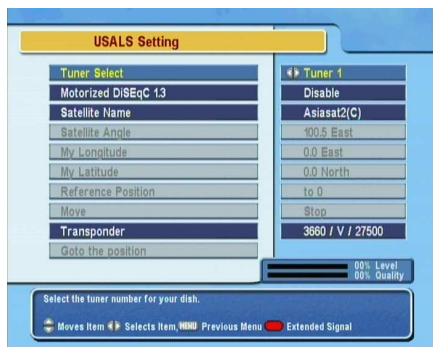 USALS Setting
Tuner Select Tuner 1
Motorized DiSEqC 1.3 Disable
Satellite Name Asiasat2(C)
Satellite Angle 100.5 East
My Longitude 0.0 East
My Latitude 0.0 North
Reference Position to 0
Move Stop
Transponder 3660 / V / 27500
Goto the position
00% Level
00% Quality
Select the tuner number for your dish.
Moves Item Selects Item, MENU Previous Menu Extended Signal